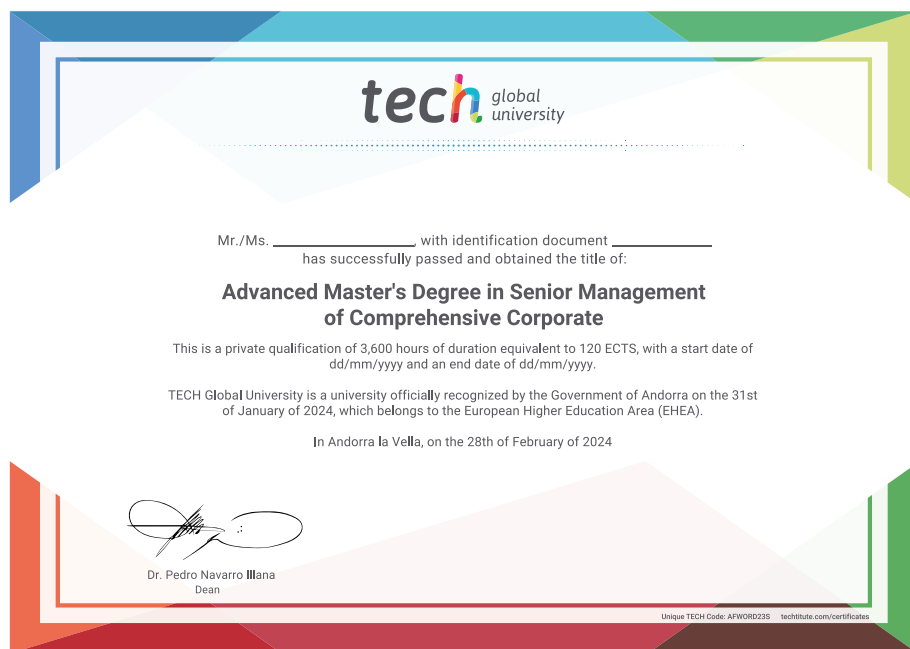 tech global
university
Mr./Ms. ________________, with identification document ____________
has successfully passed and obtained the title of:
Advanced Master's Degree in Senior Management
of Comprehensive Corporate
This is a private qualification of 3,600 hours of duration equivalent to 120 ECTS, with a start date of
dd/mm/yyyy and an end date of dd/mm/yyyy.
TECH Global University is a university officially recognized by the Government of Andorra on the 31st
of January of 2024, which belongs to the European Higher Education Area (EHEA).
In Andorra la Vella, on the 28th of February of 2024
Dr. Pedro Navarro Illana
Dean
Unique TECH Code: AFWORD23S techtitute.com/certificates